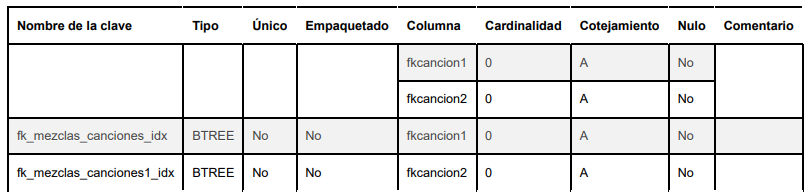 Nombre de la clave Tipo Único Empaquetado Columna Cardinalidad Cotejamiento Nulo Comentario
fkcancion1 0 A No
fkcancion2 0 A No
fk_mezclas_canciones_idx BTREE No No fkcancion1 0 A No
fk_mezclas_canciones1_idx BTREE No No fkcancion2 0 A No